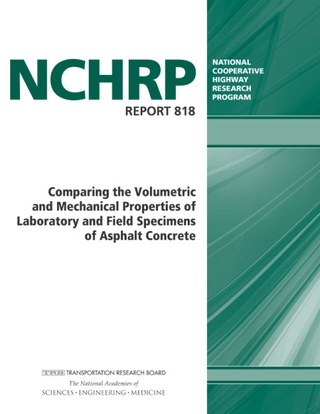 NCHRP
REPORT 818
NATIONAL
COOPERATIVE
HIGHWAY
RESEARCH
PROGRAM
Comparing the Volumetric
and Mechanical Properties of
Laboratory and Field Specimens
of Asphalt Concrete
TRB TRANSPORTATION RESEARCH BOARD
The National Academies of
SCIENCES • ENGINEERING • MEDICINE